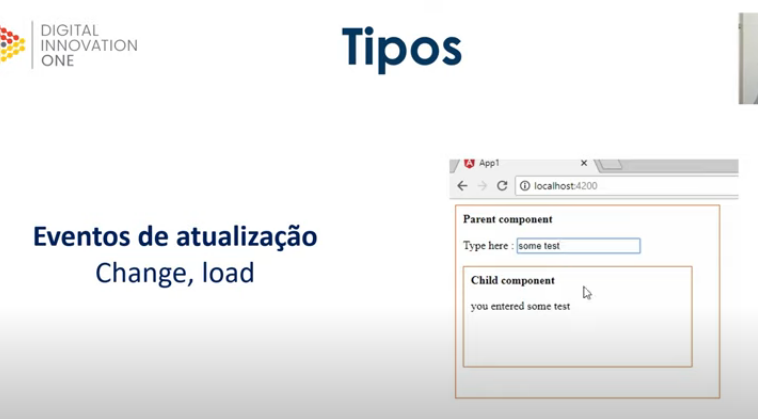 DIGITAL
INNOVATION
ONE
Tipos
Eventos de atualização
Change, load
App1
localhost:4200
Parent component
Type here : some test
Child component
you entered some test